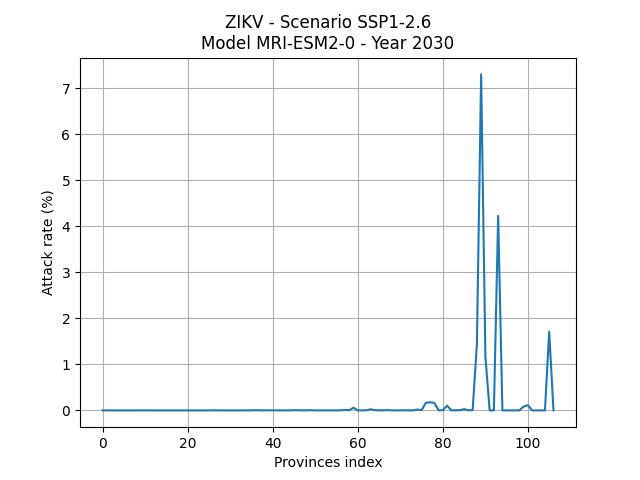 ZIKV - Scenario SSP1-2.6
Model MRI-ESM2-0 - Year 2030
Attack rate (%)
7
6
5
4
3
2
1
0
0 20 40 60 80 100
Provinces index